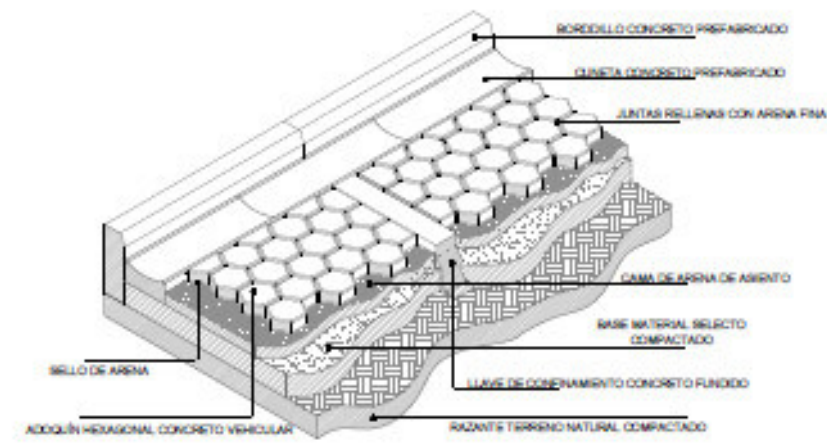 BORDILLO CONCRETO PREFABRICADO
CUNETA CONCRETO PREFABRICADO
JUNTAS RELLENAS CON ARENA FINA
CAMA DE ARENA DE ASIENTO
BASE MATERIAL SELECTO
COMPACTADO
SELLO DE ARENA
LLAVE DE CONFINAMIENTO CONCRETO FUNDIDO
ADOQUÍN HEXAGONAL CONCRETO VEHICULAR
RAZANTE TERRENO NATURAL COMPACTADO